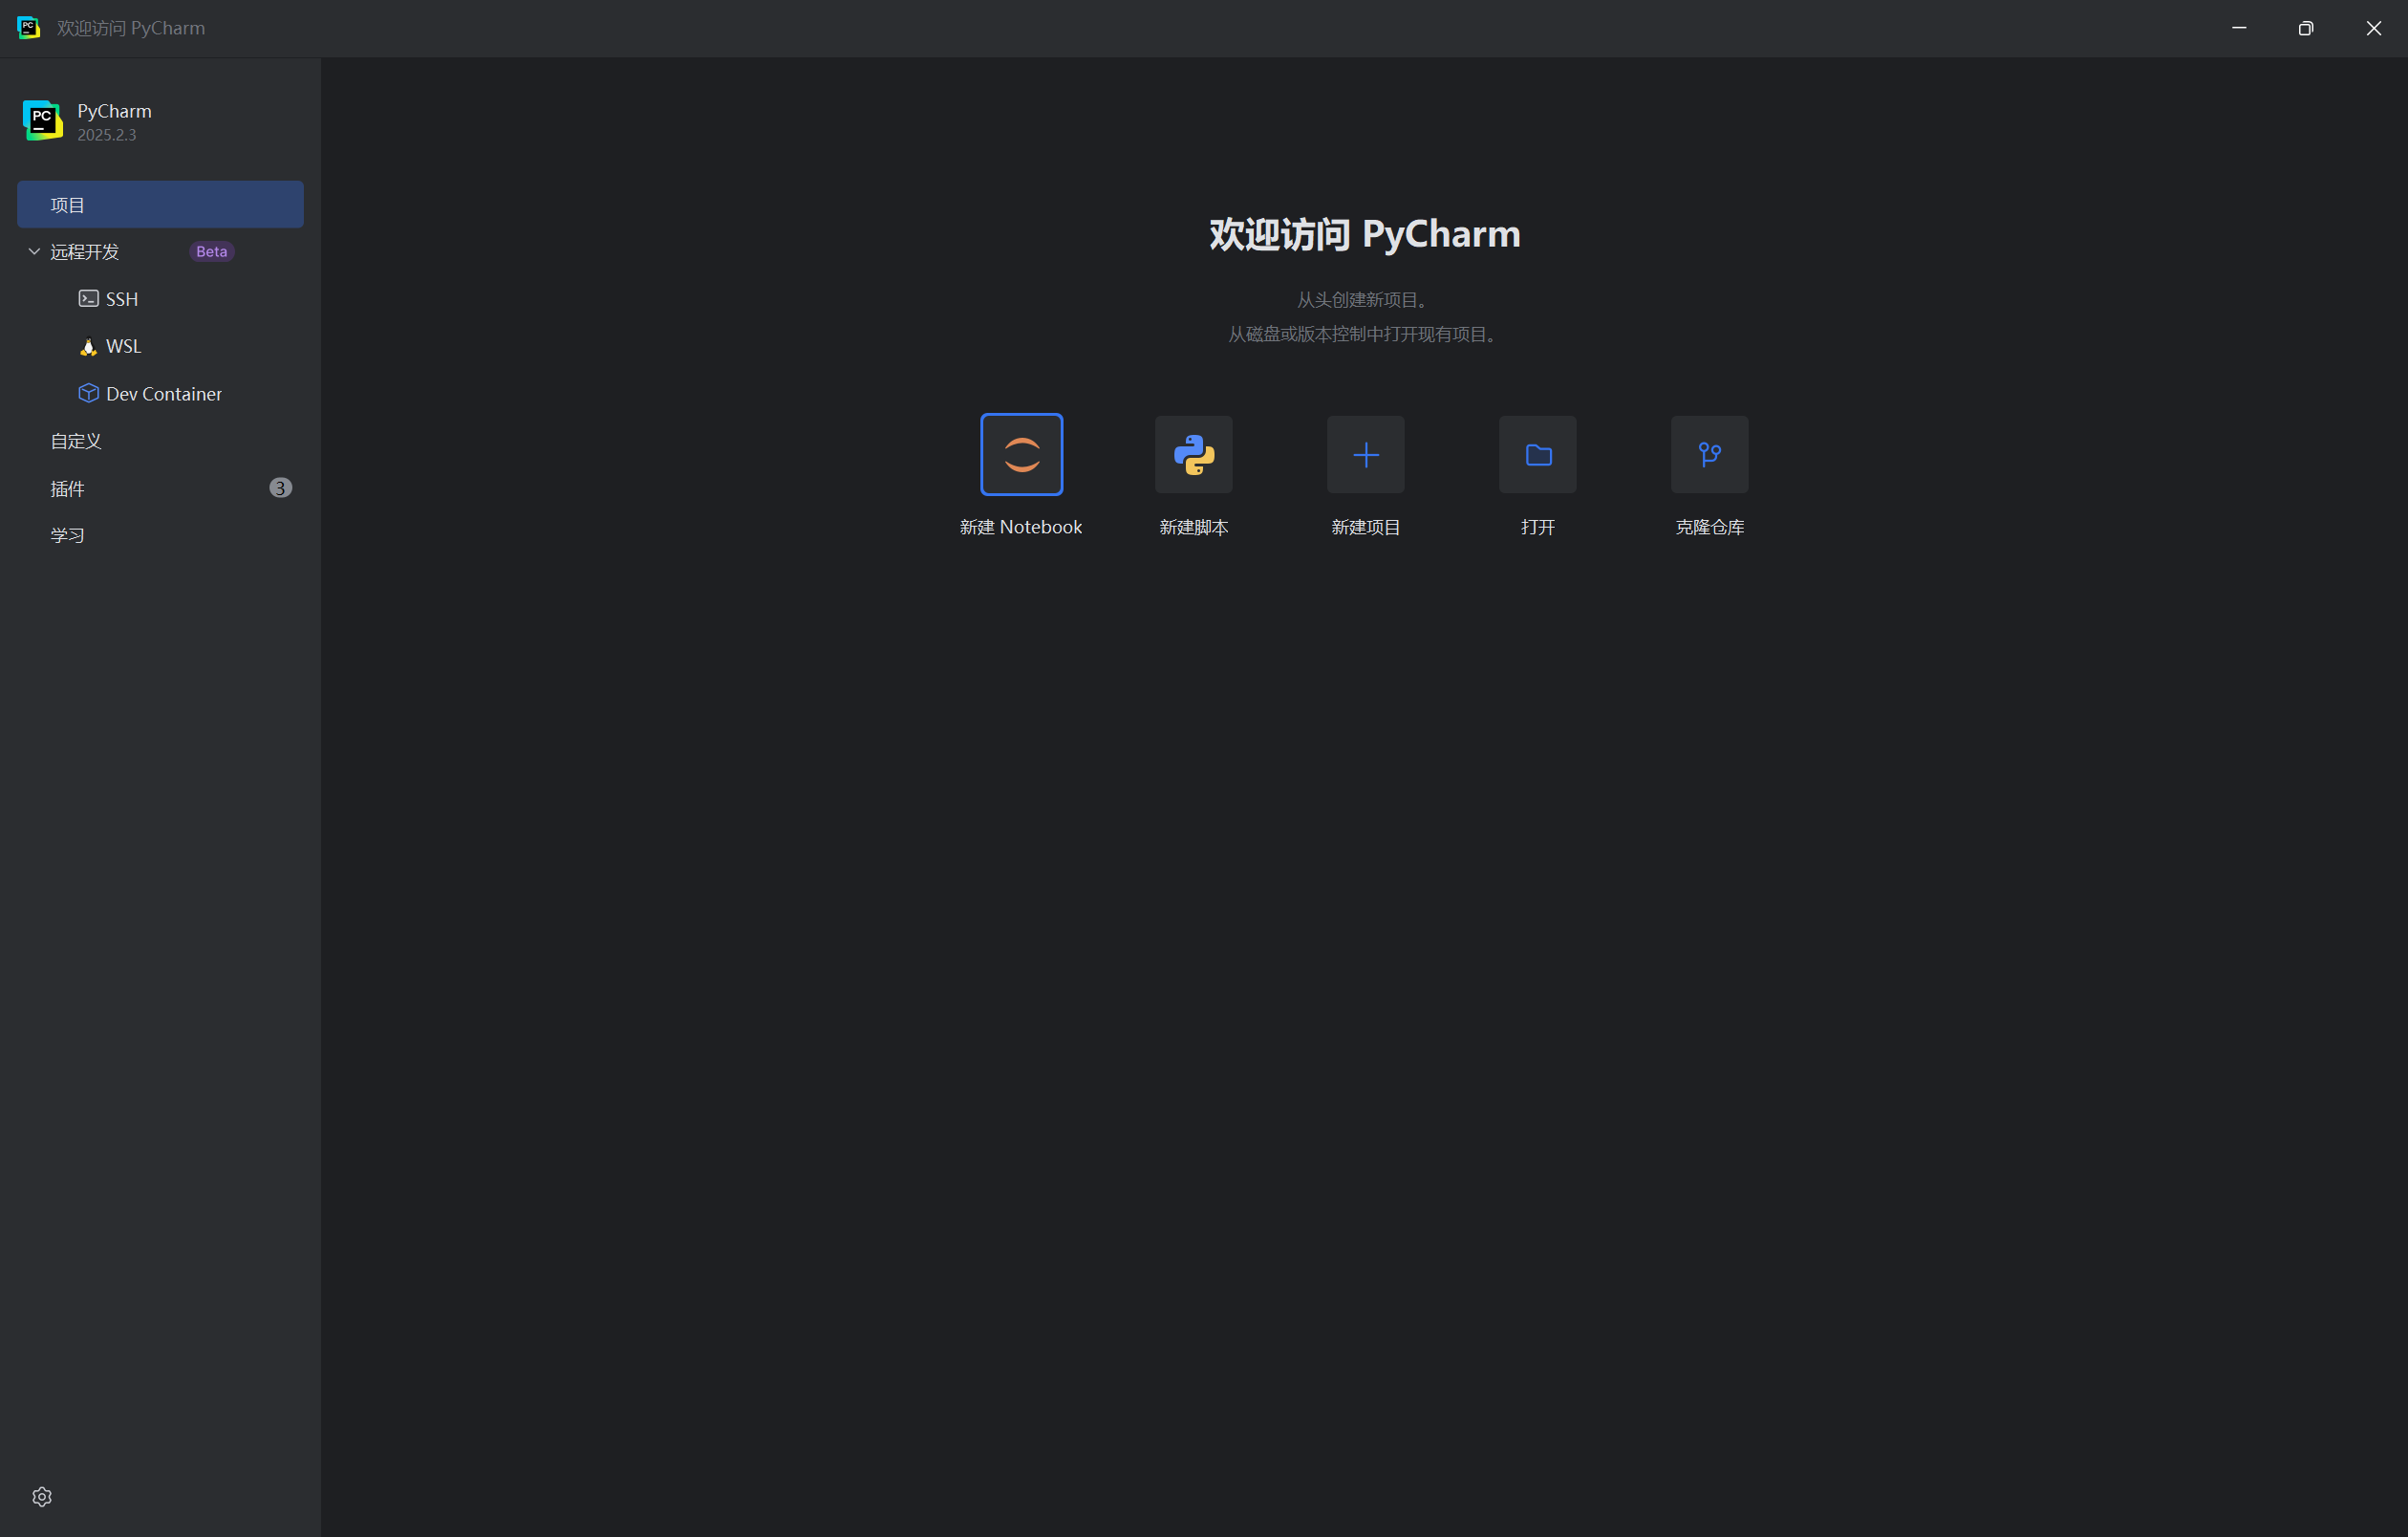 欢迎访问 PyCharm
PC
PyCharm
2025.2.3
项目
远程开发 Beta
SSH
WSL
Dev Container
自定义
插件 3
学习
欢迎访问 PyCharm
从头创建新项目。
从磁盘或版本控制中打开现有项目。
新建 Notebook
新建脚本
新建项目
打开
克隆仓库